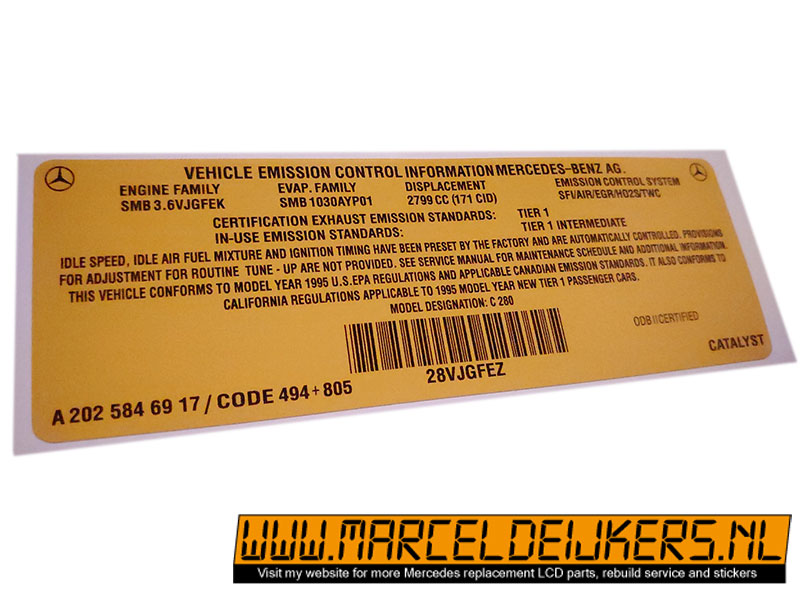 VEHICLE EMISSION CONTROL INFORMATION MERCEDES-BENZ AG.
ENGINE FAMILY EVAP. FAMILY DISPLACEMENT EMISSION CONTROL SYSTEM
SMB 3.6VJGFEK SMB 1030AYP01 2799 CC (171 CID) SFI/AIR/EGR/HO2S/TWC
CERTIFICATION EXHAUST EMISSION STANDARDS: TIER 1
IN-USE EMISSION STANDARDS: TIER 1 INTERMEDIATE
IDLE SPEED, IDLE AIR FUEL MIXTURE AND IGNITION TIMING HAVE BEEN PRESET BY THE FACTORY AND ARE AUTOMATICALLY CONTROLLED. PROVISIONS
FOR ADJUSTMENT FOR ROUTINE TUNE - UP ARE NOT PROVIDED. SEE SERVICE MANUAL FOR MAINTENANCE SCHEDULE AND ADDITIONAL INFORMATION.
THIS VEHICLE CONFORMS TO MODEL YEAR 1995 U.S.EPA REGULATIONS AND APPLICABLE CANADIAN EMISSION STANDARDS. IT ALSO CONFORMS TO
CALIFORNIA REGULATIONS APPLICABLE TO 1995 MODEL YEAR NEW TIER 1 PASSENGER CARS.
MODEL DESIGNATION: C 280
ODB II CERTIFIED
CATALYST
28VJGFEZ
A 202 584 69 17 / CODE 494 + 805
WWW.MARCELDEIJKERS.NL
Visit my website for more Mercedes replacement LCD parts, rebuild service and stickers